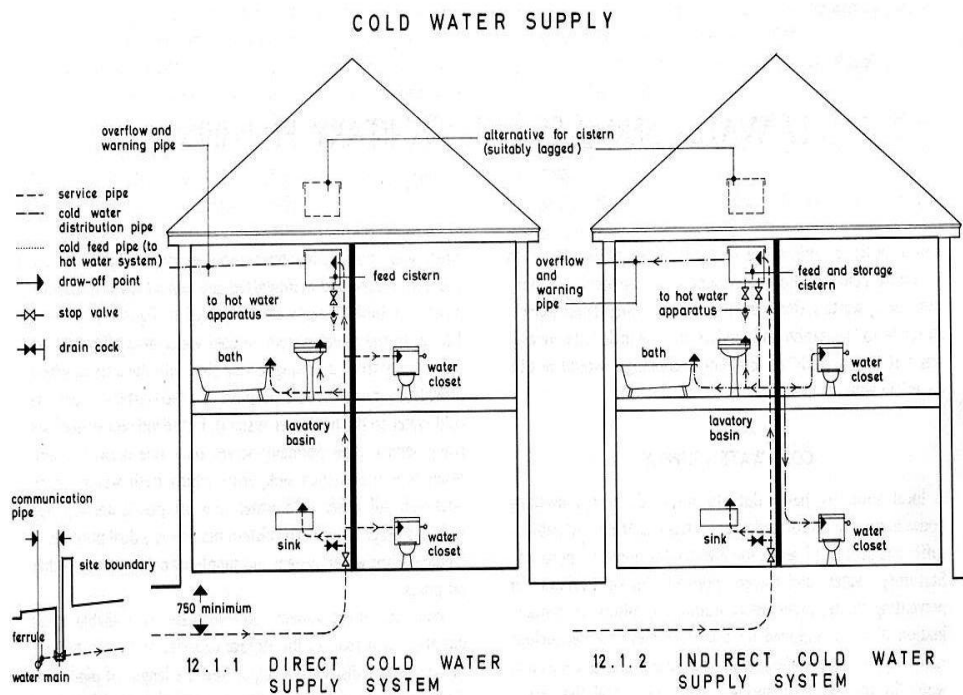 COLD WATER SUPPLY
overflow and
warning pipe
alternative for cistern
(suitably lagged)
service pipe
cold water
distribution pipe
cold feed pipe (to
hot water system)
draw-off point
stop valve
drain cock
feed cistern
to hot water
apparatus
bath
water
closet
lavatory
basin
sink
water
closet
communication
pipe
site boundary
750 minimum
ferrule
water main
12.1.1 DIRECT COLD WATER
SUPPLY SYSTEM
overflow and
warning
pipe
feed and storage
cistern
to hot water
apparatus
bath
water
closet
lavatory
basin
sink
water
closet
12.1.2 INDIRECT COLD WATER
SUPPLY SYSTEM